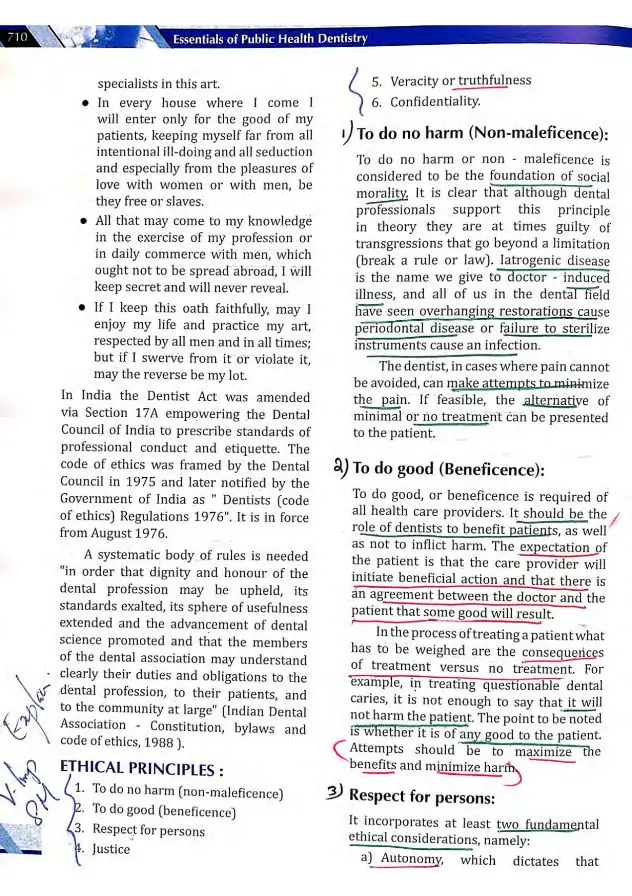 710
Essentials of Public Health Dentistry
specialists in this art.
• In every house where I come I
will enter only for the good of my
patients, keeping myself far from all
intentional ill-doing and all seduction
and especially from the pleasures of
love with women or with men, be
they free or slaves.
• All that may come to my knowledge
in the exercise of my profession or
in daily commerce with men, which
ought not to be spread abroad, I will
keep secret and will never reveal.
• If I keep this oath faithfully, may I
enjoy my life and practice my art,
respected by all men and in all times;
but if I swerve from it or violate it,
may the reverse be my lot.
In India the Dentist Act was amended
via Section 17A empowering the Dental
Council of India to prescribe standards of
professional conduct and etiquette. The
code of ethics was framed by the Dental
Council in 1975 and later notified by the
Government of India as " Dentists (code
of ethics) Regulations 1976". It is in force
from August 1976.
A systematic body of rules is needed
"in order that dignity and honour of the
dental profession may be upheld, its
standards exalted, its sphere of usefulness
extended and the advancement of dental
science promoted and that the members
of the dental association may understand
clearly their duties and obligations to the
dental profession, to their patients, and
to the community at large" (Indian Dental
Association - Constitution, bylaws and
code of ethics, 1988 ).
Explain
ETHICAL PRINCIPLES :
V. Imp
1. To do no harm (non-maleficence)
2. To do good (beneficence)
3. Respect for persons
4. Justice
5. Veracity or truthfulness
6. Confidentiality.
1) To do no harm (Non-maleficence):
To do no harm or non - maleficence is
considered to be the foundation of social
morality. It is clear that although dental
professionals support this principle
in theory they are at times guilty of
transgressions that go beyond a limitation
(break a rule or law). Iatrogenic disease
is the name we give to doctor - induced
illness, and all of us in the dental field
have seen overhanging restorations cause
periodontal disease or failure to sterilize
instruments cause an infection.
The dentist, in cases where pain cannot
be avoided, can make attempts to minimize
the pain. If feasible, the alternative of
minimal or no treatment can be presented
to the patient.
2) To do good (Beneficence):
To do good, or beneficence is required of
all health care providers. It should be the
role of dentists to benefit patients, as well
as not to inflict harm. The expectation of
the patient is that the care provider will
initiate beneficial action and that there is
an agreement between the doctor and the
patient that some good will result.
In the process of treating a patient what
has to be weighed are the consequences
of treatment versus no treatment. For
example, in treating questionable dental
caries, it is not enough to say that it will
not harm the patient. The point to be noted
is whether it is of any good to the patient.
Attempts should be to maximize the
benefits and minimize harm.
3) Respect for persons:
It incorporates at least two fundamental
ethical considerations, namely:
a) Autonomy, which dictates that